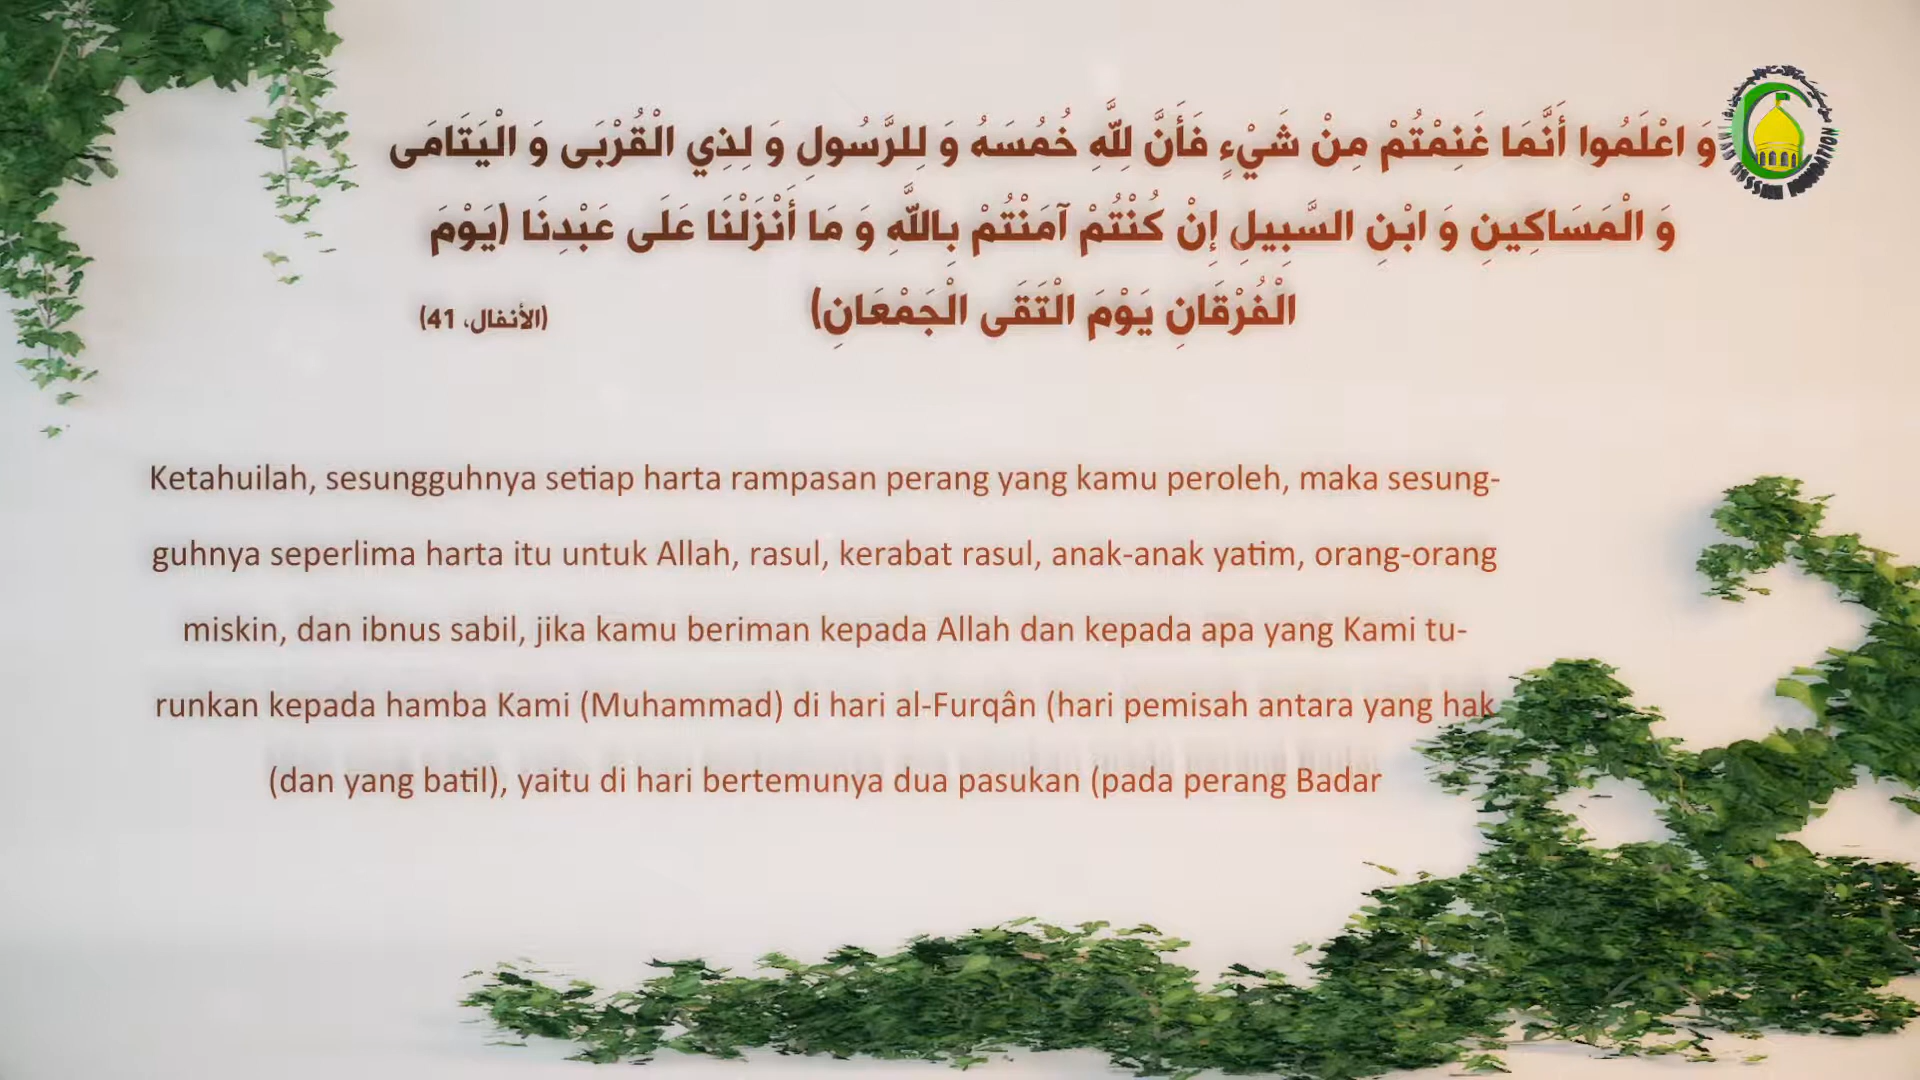 وَ اعْلَمُوا أَنَّمَا غَنِمْتُمْ مِنْ شَيْءٍ فَأَنَّ لِلَّهِ خُمُسَهُ وَ لِلرَّسُولِ وَ لِذِي الْقُرْبَى وَ الْيَتَامَى
وَ الْمَسَاكِينِ وَ ابْنِ السَّبِيلِ إِنْ كُنْتُمْ آمَنْتُمْ بِاللَّهِ وَ مَا أَنْزَلْنَا عَلَى عَبْدِنَا (يَوْمَ
الْفُرْقَانِ يَوْمَ الْتَقَى الْجَمْعَانِ)
(الأنفال، 41)
Ketahuilah, sesungguhnya setiap harta rampasan perang yang kamu peroleh, maka sesung-
guhnya seperlima harta itu untuk Allah, rasul, kerabat rasul, anak-anak yatim, orang-orang
miskin, dan ibnus sabil, jika kamu beriman kepada Allah dan kepada apa yang Kami tu-
runkan kepada hamba Kami (Muhammad) di hari al-Furqân (hari pemisah antara yang hak
(dan yang batil), yaitu di hari bertemunya dua pasukan (pada perang Badar